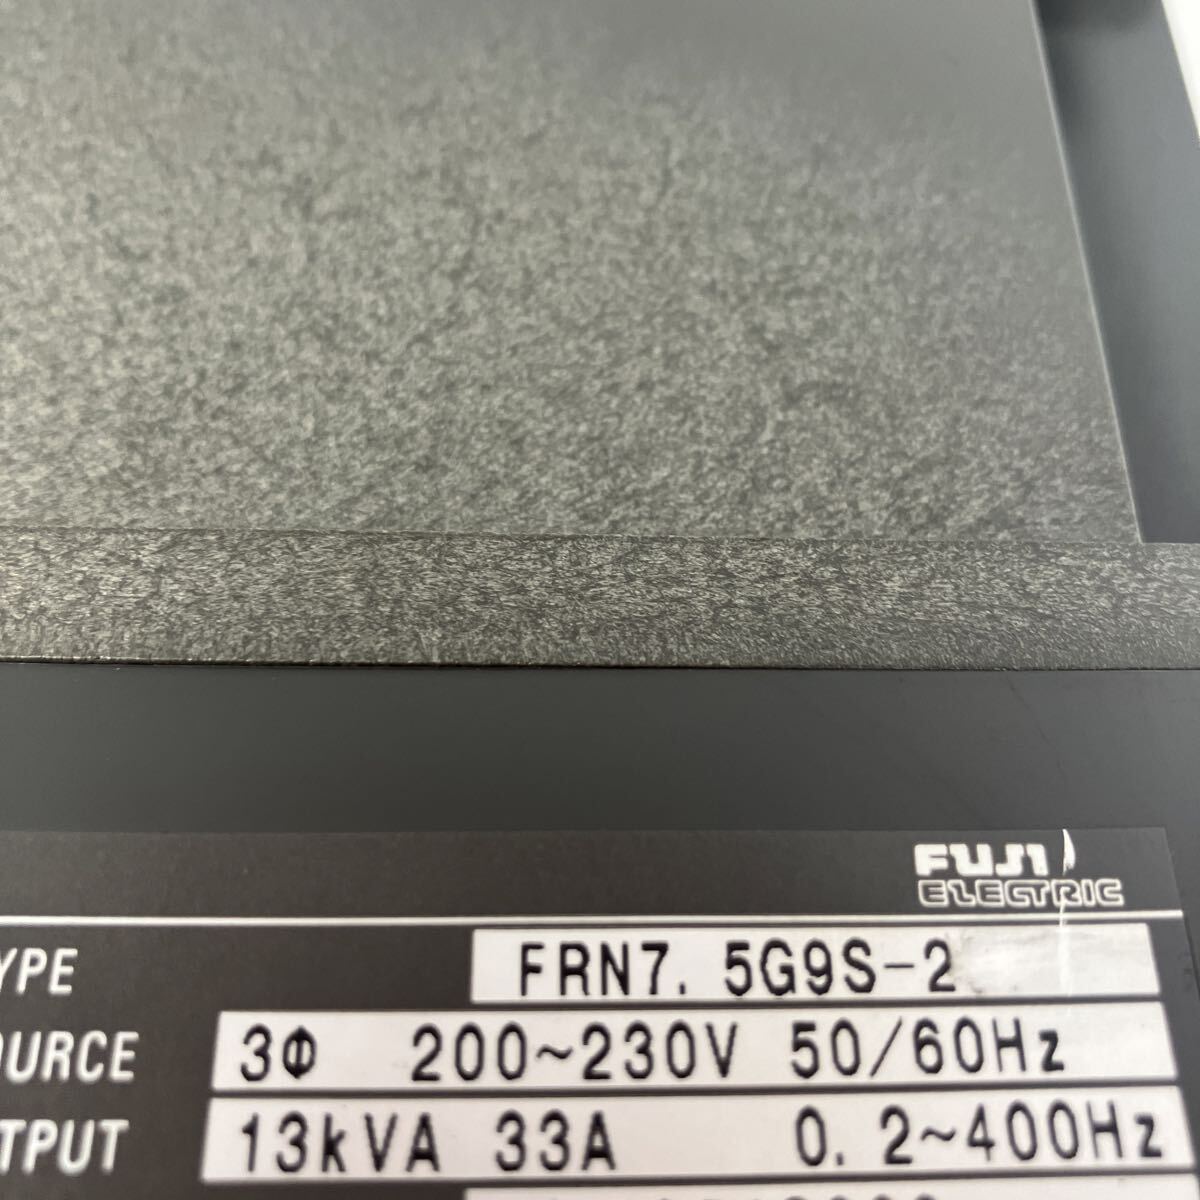 FUJI
ELECTRIC
YPE FRN7.5G9S-2
OURCE 3Φ 200~230V 50/60Hz
TPUT 13kVA 33A 0.2~400Hz